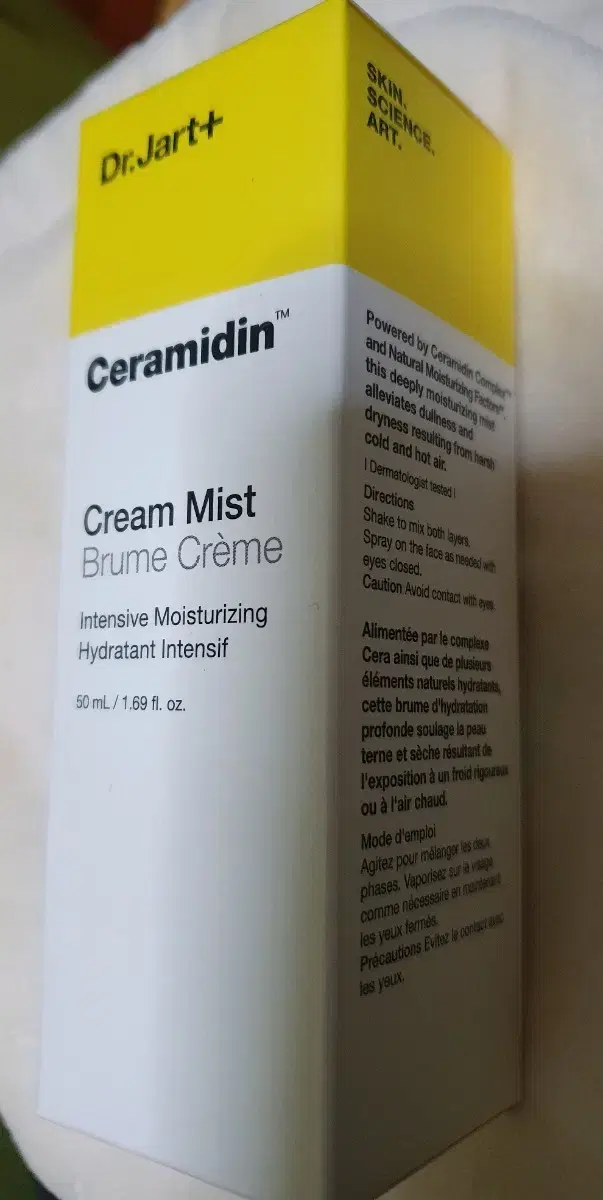 Dr.Jart+
Ceramidin™
Cream Mist
Brume Crème
Intensive Moisturizing
Hydratant Intensif
50 mL / 1.69 fl. oz.
SKIN.
SCIENCE.
ART.
Powered by Ceramidin Complex™
and Natural Moisturizing Factors™,
this deeply moisturizing mist
alleviates dullness and
dryness resulting from harsh
cold and hot air.
| Dermatologist tested |
Directions
Shake to mix both layers.
Spray on the face as needed with
eyes closed.
Caution Avoid contact with eyes.
Alimentée par le complexe
Cera ainsi que de plusieurs
éléments naturels hydratants,
cette brume d'hydratation
profonde soulage la peau
terne et sèche résultant de
l'exposition à un froid rigoureux
ou à l'air chaud.
Mode d'emploi
Agitez pour mélanger les deux
phases. Vaporisez sur le visage
comme nécessaire en maintenant
les yeux fermés.
Précautions Evitez le contact avec
les yeux.